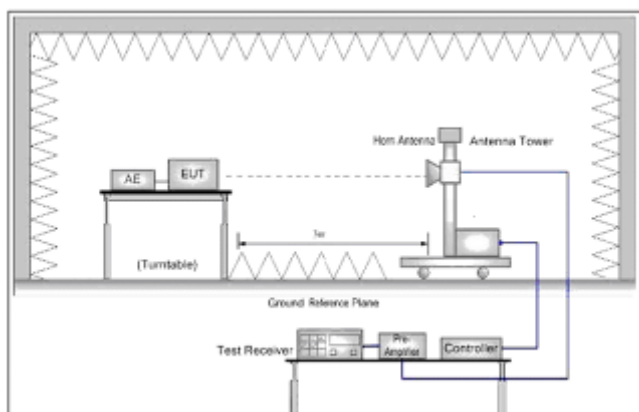 Horn Antenna
Antenna Tower
AE
EUT
(Turntable)
Ground Reference Plane
Test Receiver
Pre-
Amplifier
Controller